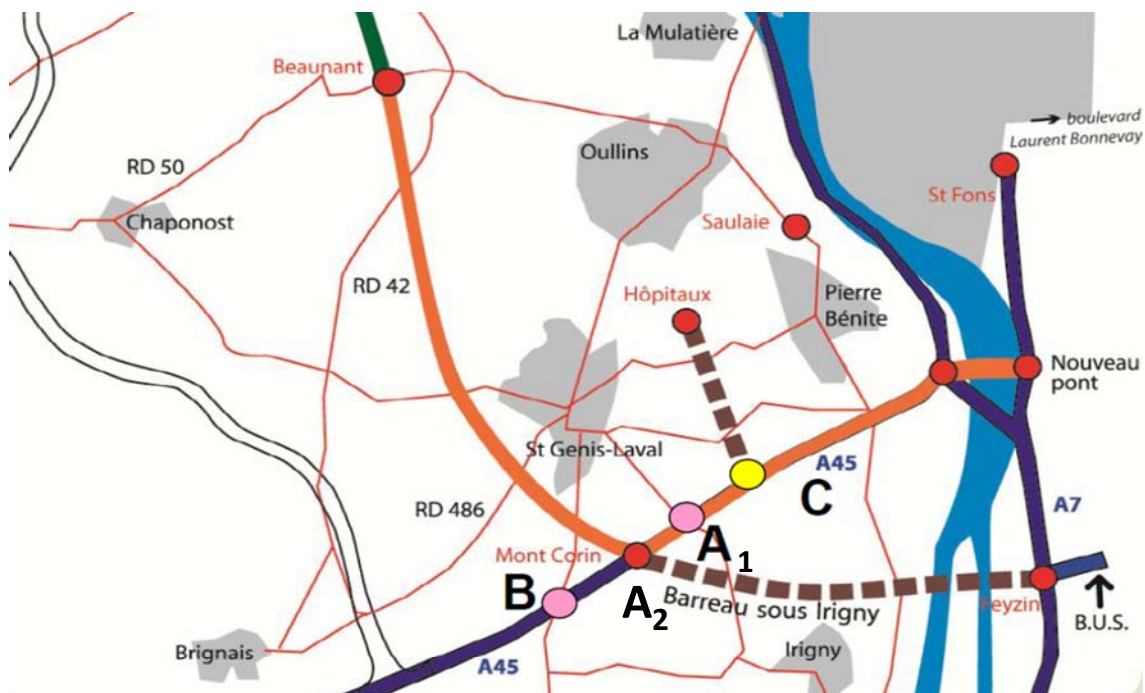 La Mulatière
Beaunant
→ boulevard
Laurent Bonnevay
Oullins
RD 50
St Fons
Chaponost
Saulaie
RD 42
Hôpitaux
Pierre
Bénite
Nouveau
pont
St Genis-Laval
A45
C
RD 486
A7
Mont Corin
A1
B
A2
Barreau sous Irigny
Feyzin
B.U.S.
Brignais
A45
Irigny